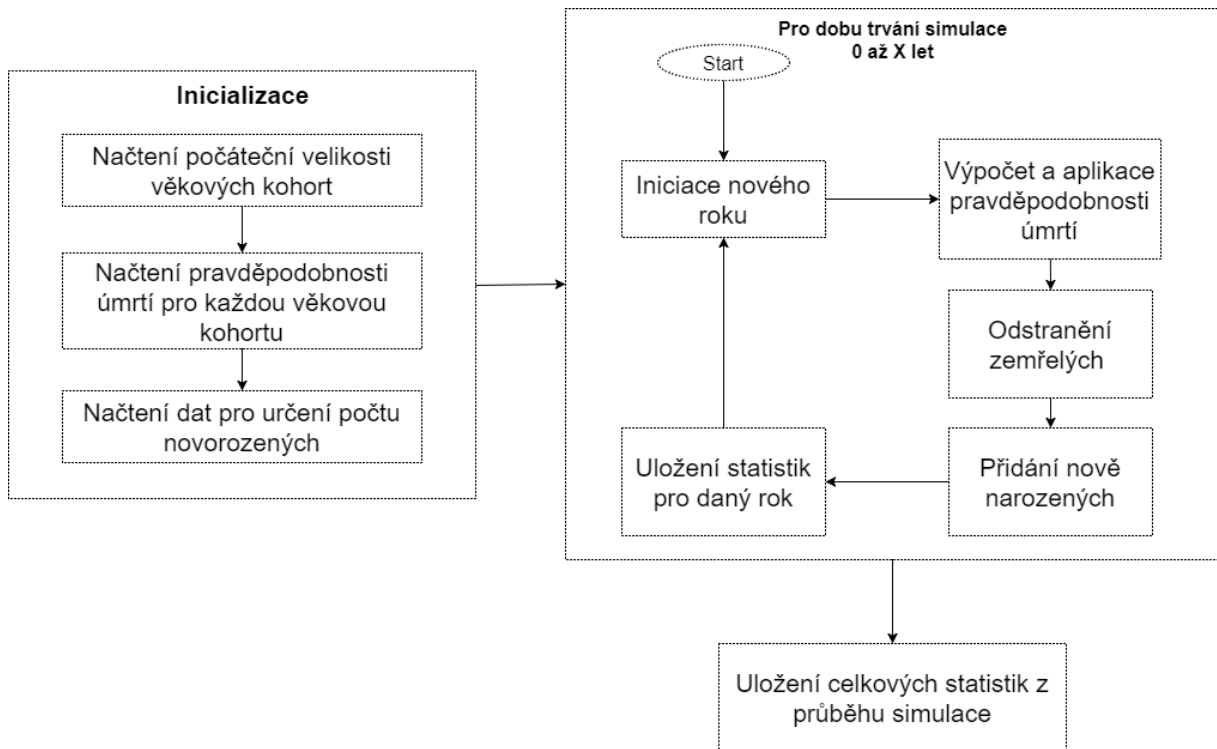 Inicializace
Načtení počáteční velikosti
věkových kohort
Načtení pravděpodobnosti
úmrtí pro každou věkovou
kohortu
Načtení dat pro určení počtu
novorozených
Pro dobu trvání simulace
0 až X let
Start
Iniciace nového
roku
Výpočet a aplikace
pravděpodobnosti
úmrtí
Odstranění
zemřelých
Přidání nově
narozených
Uložení statistik
pro daný rok
Uložení celkových statistik z
průběhu simulace